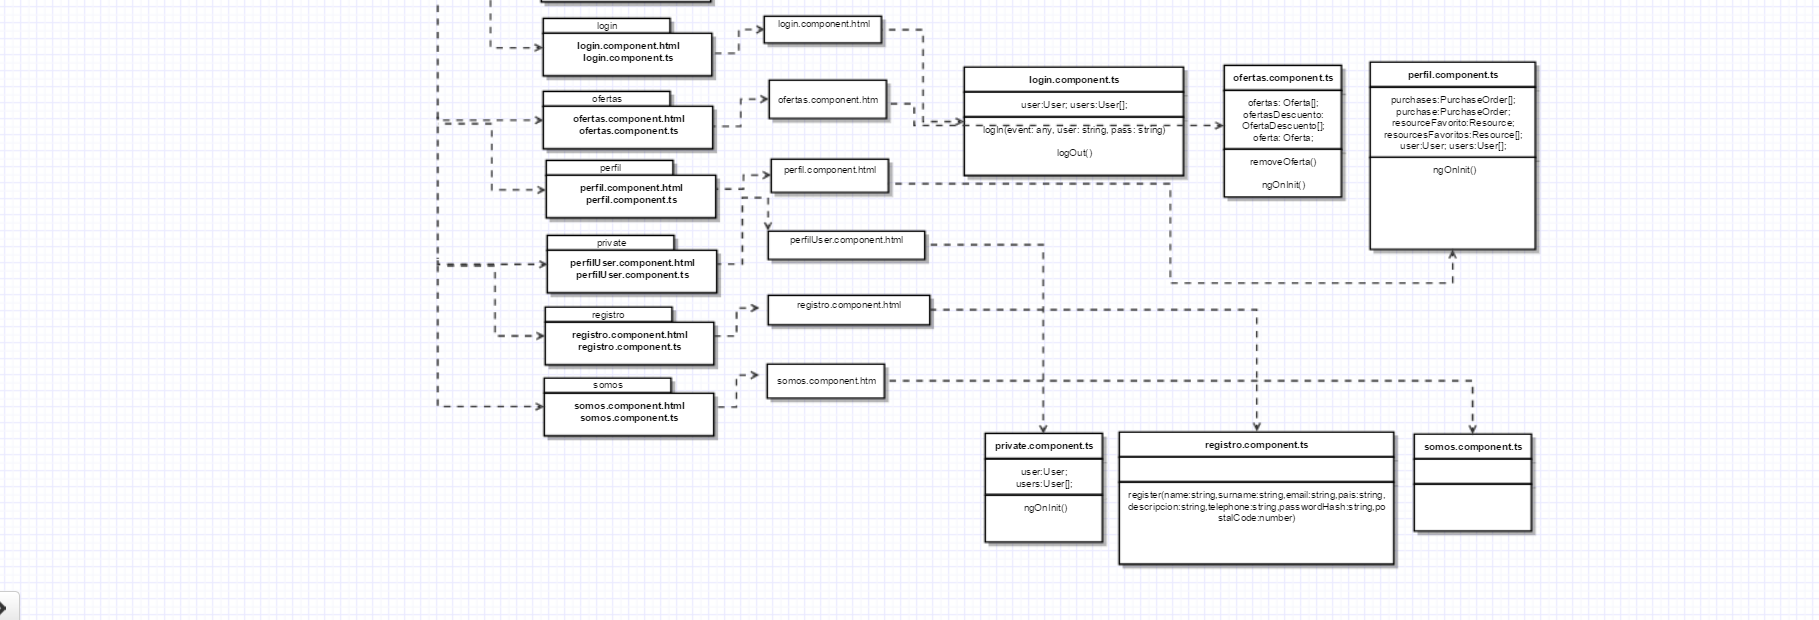 login
login.component.html
login.component.ts
ofertas
ofertas.component.html
ofertas.component.ts
perfil
perfil.component.html
perfil.component.ts
private
perfilUser.component.html
perfilUser.component.ts
registro
registro.component.html
registro.component.ts
somos
somos.component.html
somos.component.ts
login.component.html
ofertas.component.htm
perfil.component.html
perfilUser.component.html
registro.component.html
somos.component.htm
login.component.ts
user:User; users:User[];
logIn(event: any, user: string, pass: string)
logOut()
ofertas.component.ts
ofertas: Oferta[];
ofertasDescuento:
OfertaDescuento[];
oferta: Oferta;
removeOferta()
ngOnInit()
perfil.component.ts
purchases:PurchaseOrder[];
purchase:PurchaseOrder;
resourceFavorito:Resource;
resourcesFavoritos:Resource[];
user:User; users:User[];
ngOnInit()
private.component.ts
user:User;
users:User[];
ngOnInit()
registro.component.ts
register(name:string,surname:string,email:string,pais:string,
descripcion:string,telephone:string,passwordHash:string,po
stalCode:number)
somos.component.ts